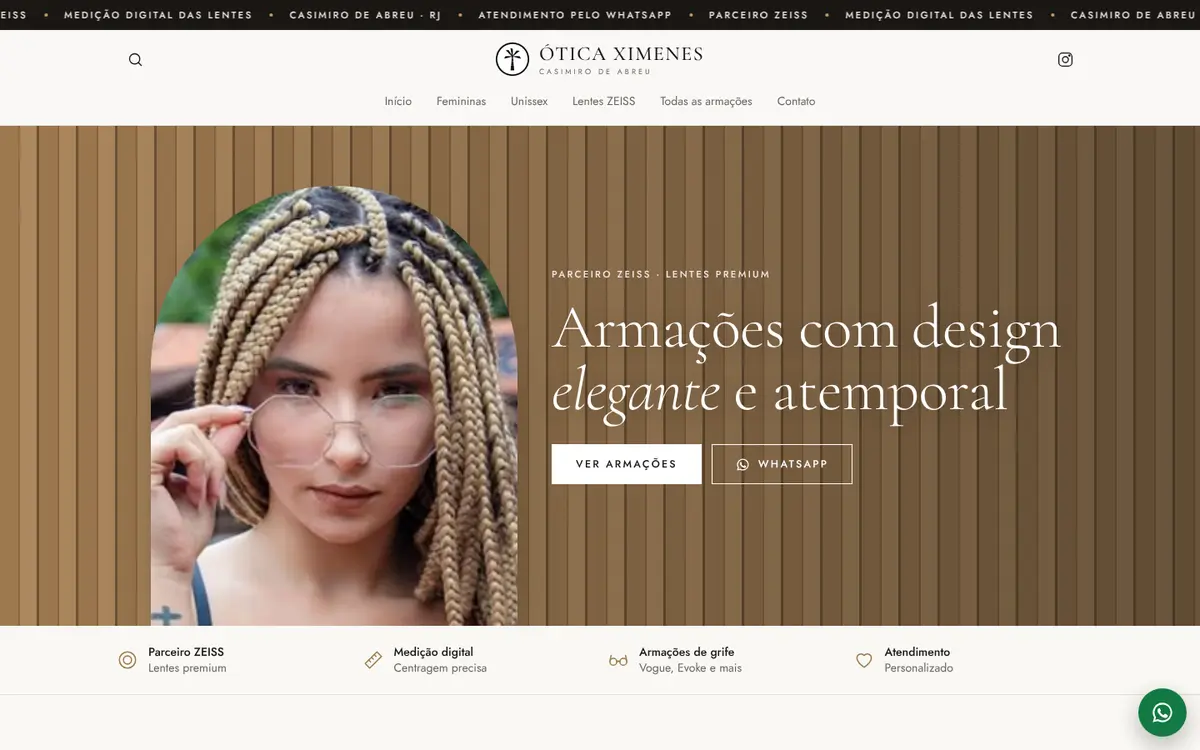 EISS • MEDIÇÃO DIGITAL DAS LENTES • CASIMIRO DE ABREU - RJ • ATENDIMENTO PELO WHATSAPP • PARCEIRO ZEISS • MEDIÇÃO DIGITAL DAS LENTES • CASIMIRO DE ABREU
ÓTICA XIMENES
CASIMIRO DE ABREU
Início Femininas Unissex Lentes ZEISS Todas as armações Contato
PARCEIRO ZEISS · LENTES PREMIUM
Armações com design
elegante e atemporal
VER ARMAÇÕES WHATSAPP
Parceiro ZEISS
Lentes premium
Medição digital
Centragem precisa
Armações de grife
Vogue, Evoke e mais
Atendimento
Personalizado